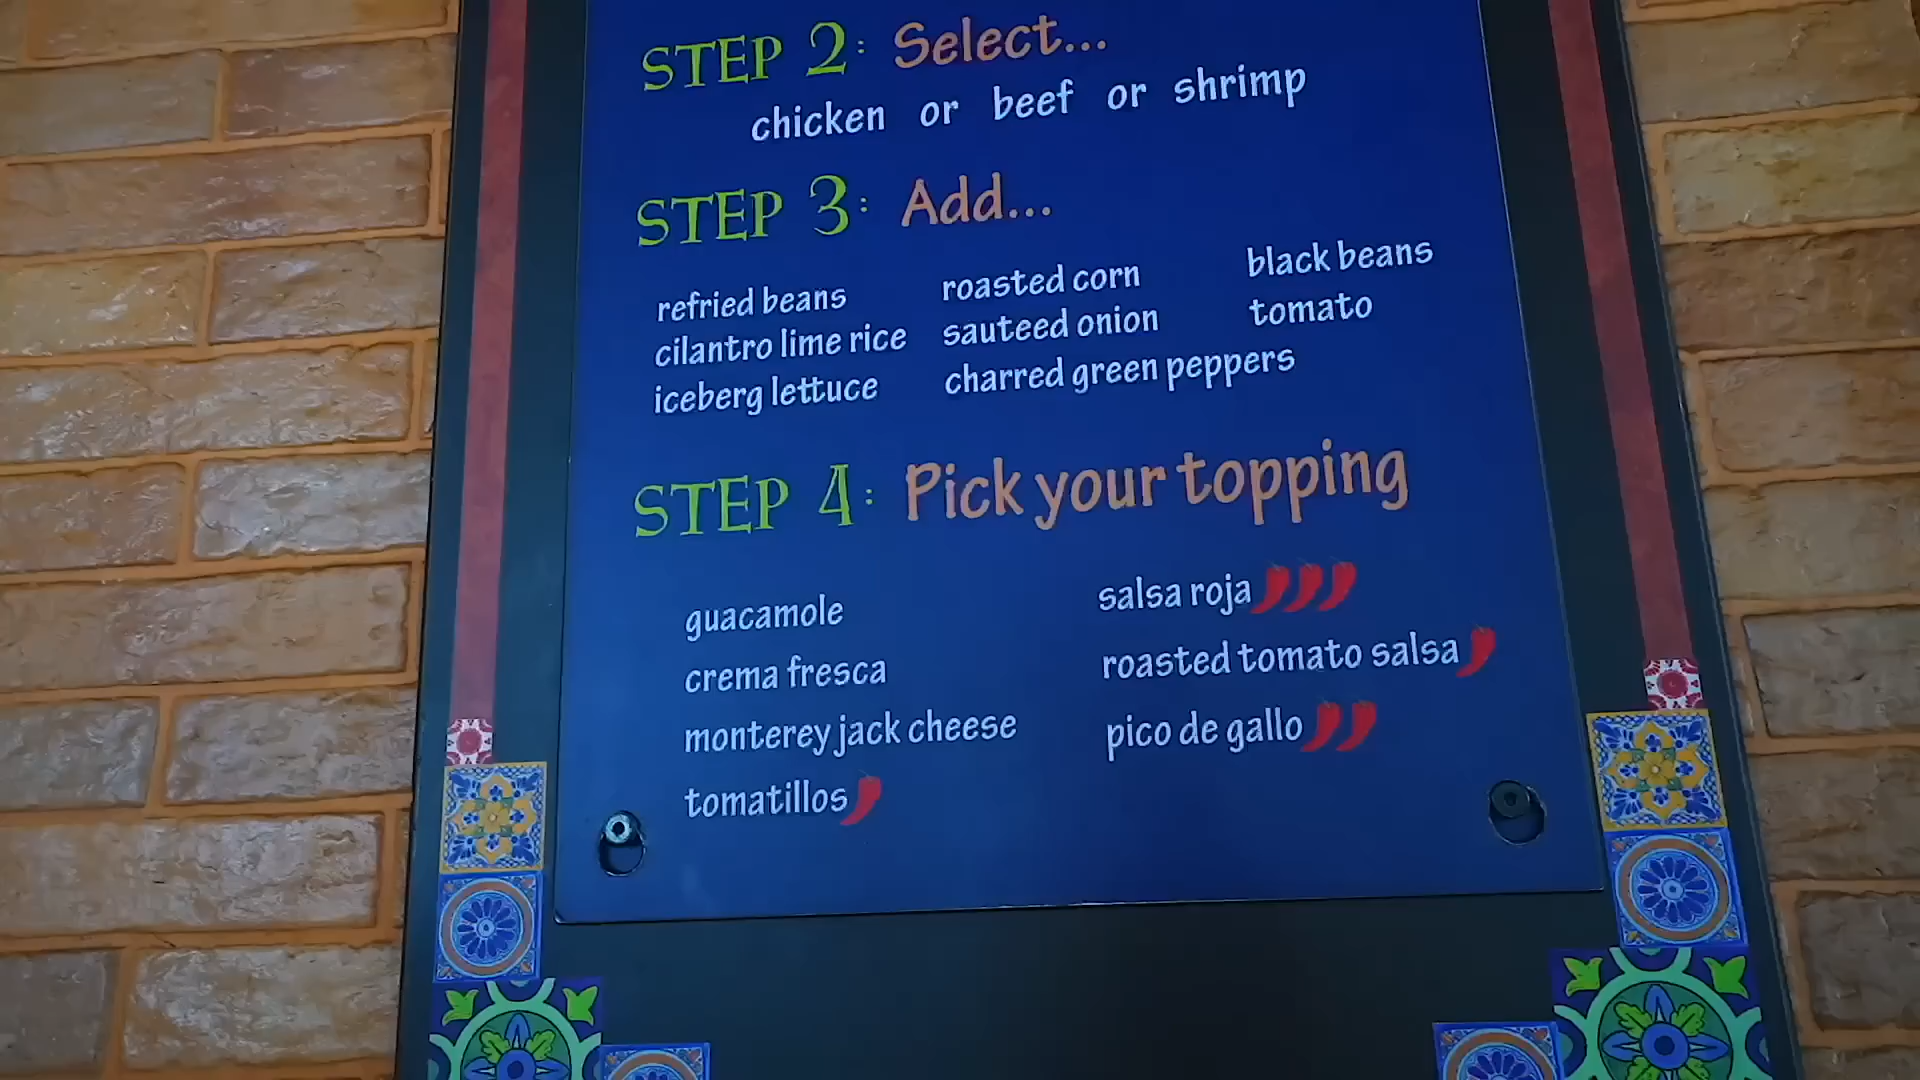 STEP 2: Select...
chicken or beef or shrimp
STEP 3: Add...
refried beans
cilantro lime rice
iceberg lettuce
roasted corn
sauteed onion
charred green peppers
black beans
tomato
STEP 4: Pick your topping
guacamole
crema fresca
monterey jack cheese
tomatillos
salsa roja
roasted tomato salsa
pico de gallo